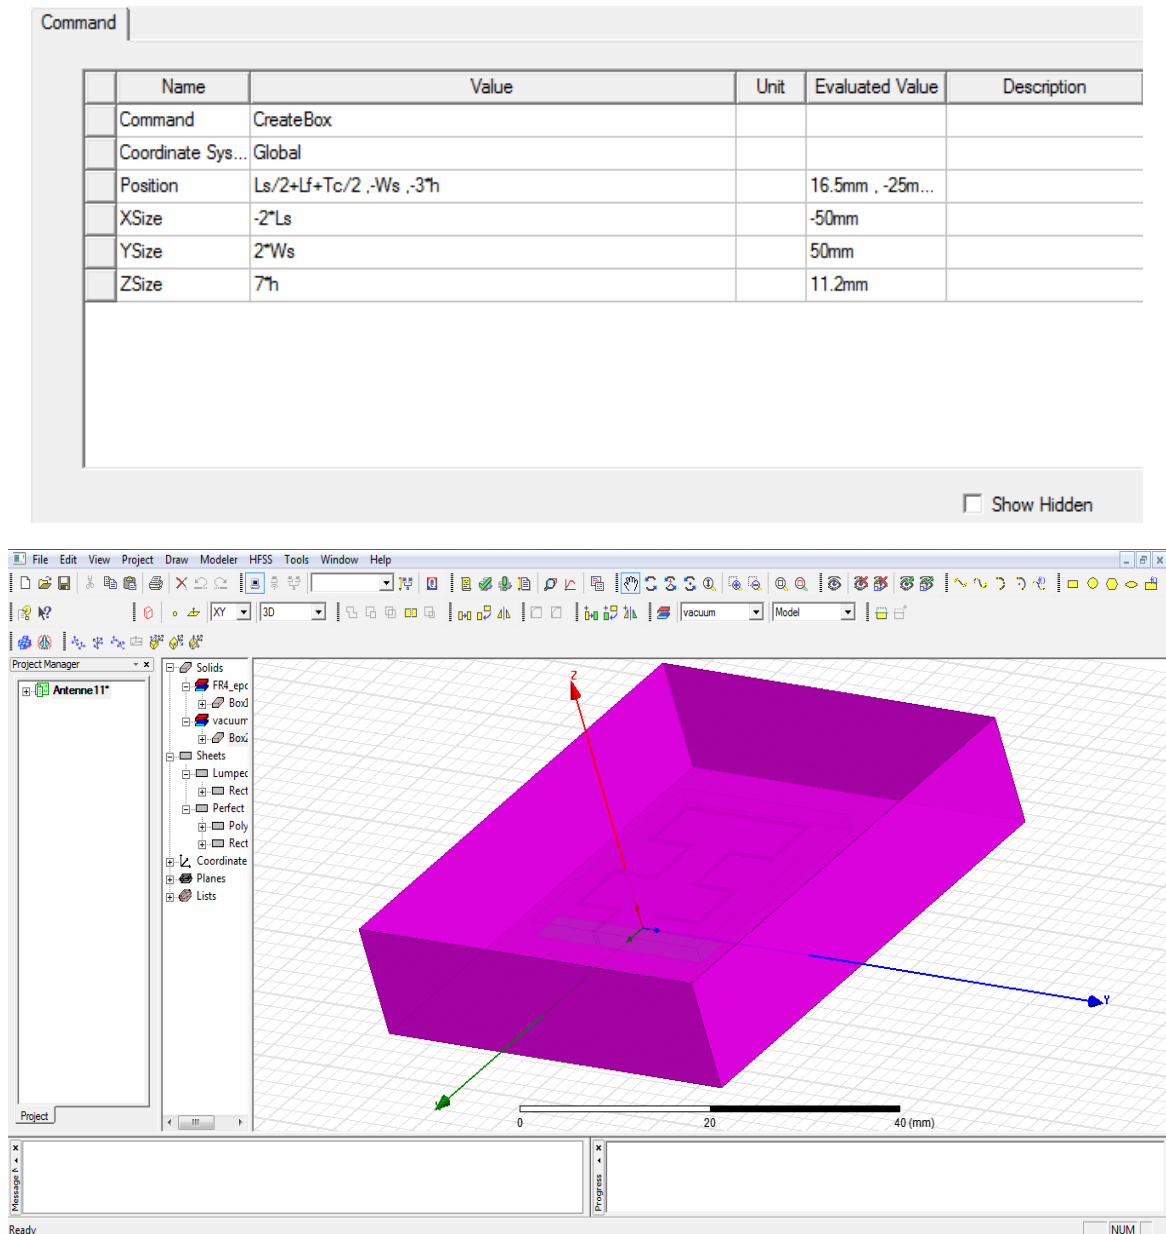 Command
Name Value Unit Evaluated Value Description
Command CreateBox
Coordinate Sys... Global
Position Ls/2+Lf+Tc/2 ,-Ws ,-3*h 16.5mm , -25m...
XSize -2*Ls -50mm
YSize 2*Ws 50mm
ZSize 7*h 11.2mm
Show Hidden
File Edit View Project Draw Modeler HFSS Tools Window Help
XY 3D vacuum Model
Project Manager
Antenne11*
Solids
FR4_epc
Box1
vacuum
Box2
Sheets
Lumped
Rect
Perfect
Poly
Rect
Coordinate
Planes
Lists
Z
Y
0 20 40 (mm)
Project
Progress
Ready NUM